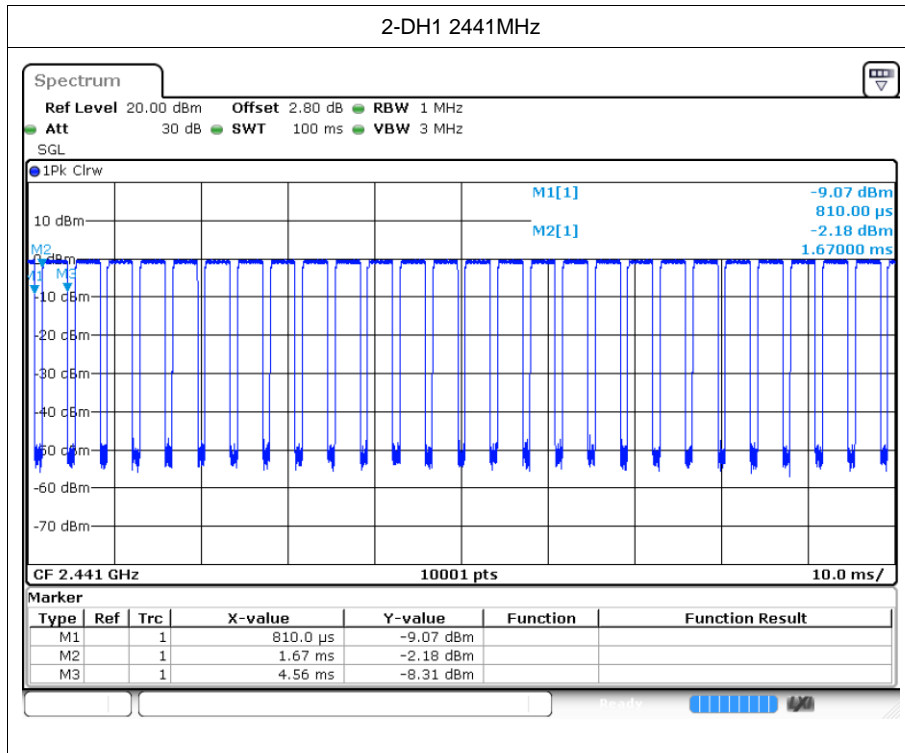 2-DH1 2441MHz
Spectrum
Ref Level 20.00 dBm Offset 2.80 dB RBW 1 MHz
Att 30 dB SWT 100 ms VBW 3 MHz
SGL
1Pk Clrw
M1[1] -9.07 dBm
810.00 µs
10 dBm
M2[1] -2.18 dBm
1.67000 ms
M2
0 dBm
M1 M3
-10 dBm
-20 dBm
-30 dBm
-40 dBm
-50 dBm
-60 dBm
-70 dBm
CF 2.441 GHz 10001 pts 10.0 ms/
Marker
Type Ref Trc X-value Y-value Function Function Result
M1 1 810.0 µs -9.07 dBm
M2 1 1.67 ms -2.18 dBm
M3 1 4.56 ms -8.31 dBm
Ready LXI